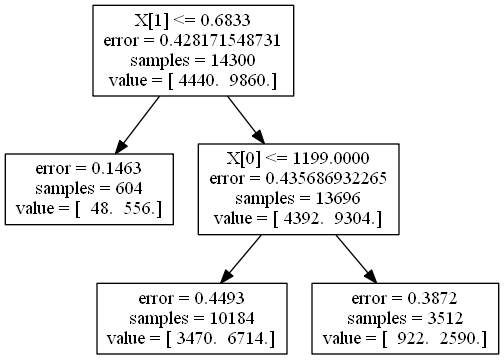 X[1] <= 0.6833
error = 0.428171548731
samples = 14300
value = [ 4440.  9860.]
error = 0.1463
samples = 604
value = [  48.  556.]
X[0] <= 1199.0000
error = 0.435686932265
samples = 13696
value = [ 4392.  9304.]
error = 0.4493
samples = 10184
value = [ 3470.  6714.]
error = 0.3872
samples = 3512
value = [  922.  2590.]